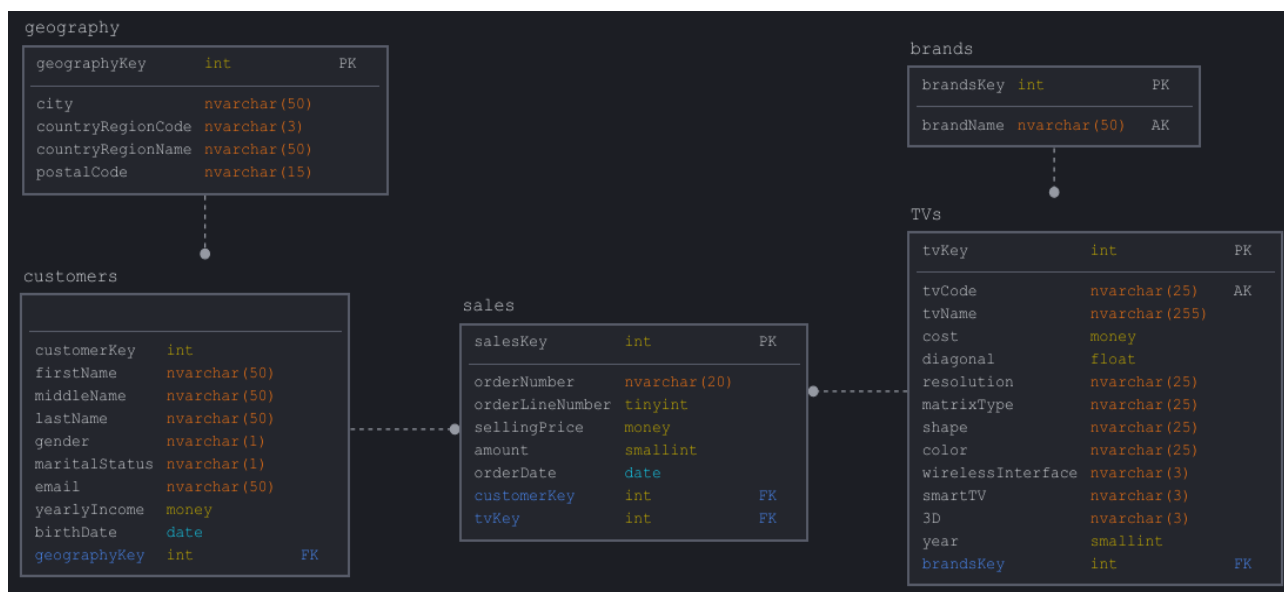 geography
geographyKey int PK
city nvarchar(50)
countryRegionCode nvarchar(3)
countryRegionName nvarchar(50)
postalCode nvarchar(15)
brands
brandsKey int PK
brandName nvarchar(50) AK
customers
customerKey int
firstName nvarchar(50)
middleName nvarchar(50)
lastName nvarchar(50)
gender nvarchar(1)
maritalStatus nvarchar(1)
email nvarchar(50)
yearlyIncome money
birthDate date
geographyKey int FK
sales
salesKey int PK
orderNumber nvarchar(20)
orderLineNumber tinyint
sellingPrice money
amount smallint
orderDate date
customerKey int FK
tvKey int FK
TVs
tvKey int PK
tvCode nvarchar(25) AK
tvName nvarchar(255)
cost money
diagonal float
resolution nvarchar(25)
matrixType nvarchar(25)
shape nvarchar(25)
color nvarchar(25)
wirelessInterface nvarchar(3)
smartTV nvarchar(3)
3D nvarchar(3)
year smallint
brandsKey int FK